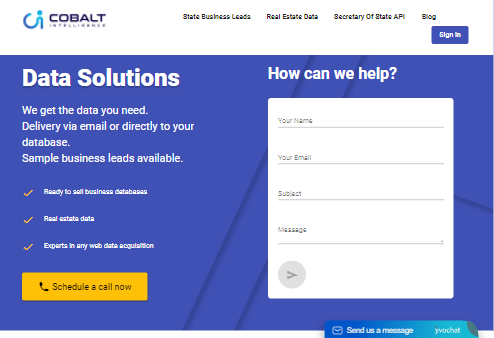 COBALT
INTELLIGENCE
State Business Leads
Real Estate Data
Secretary Of State API
Blog
Sign In
Data Solutions
We get the data you need.
Delivery via email or directly to your
database.
Sample business leads available.
Ready to sell business databases
Real estate data
Experts in any web data acquisition
Schedule a call now
How can we help?
Your Name
Your Email
Subject
Message
Send us a message
yvochat